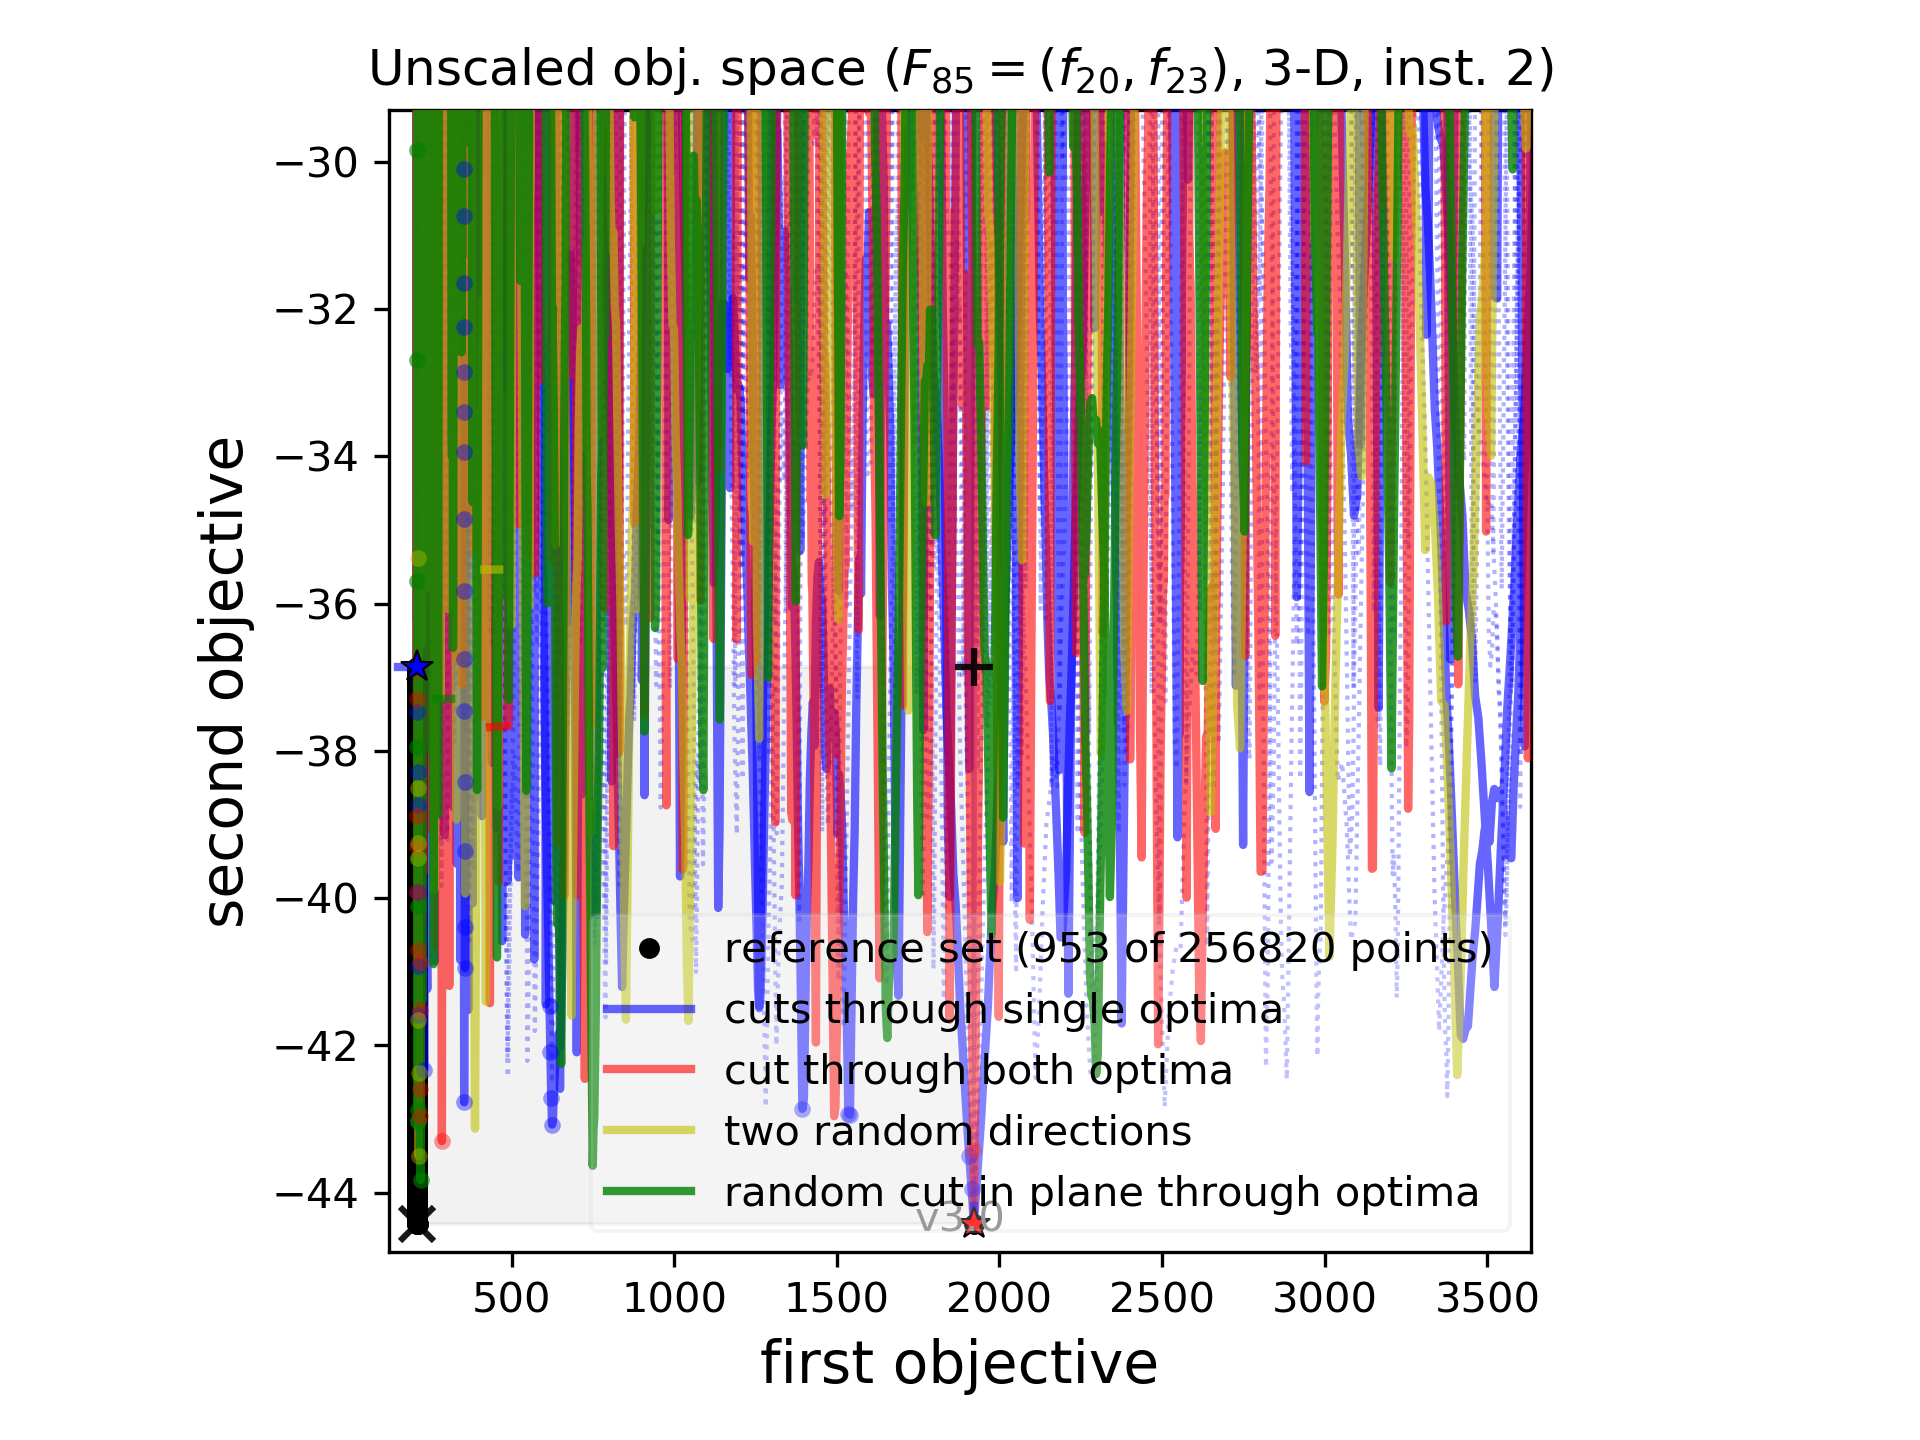 Unscaled obj. space (F85 = (f20, f23), 3-D, inst. 2)
−30
−32
−34
−36
−38
−40
−42
−44
second objective
reference set (953 of 256820 points)
cuts through single optima
cut through both optima
two random directions
random cut in plane through optima
v3.0
500 1000 1500 2000 2500 3000 3500
first objective